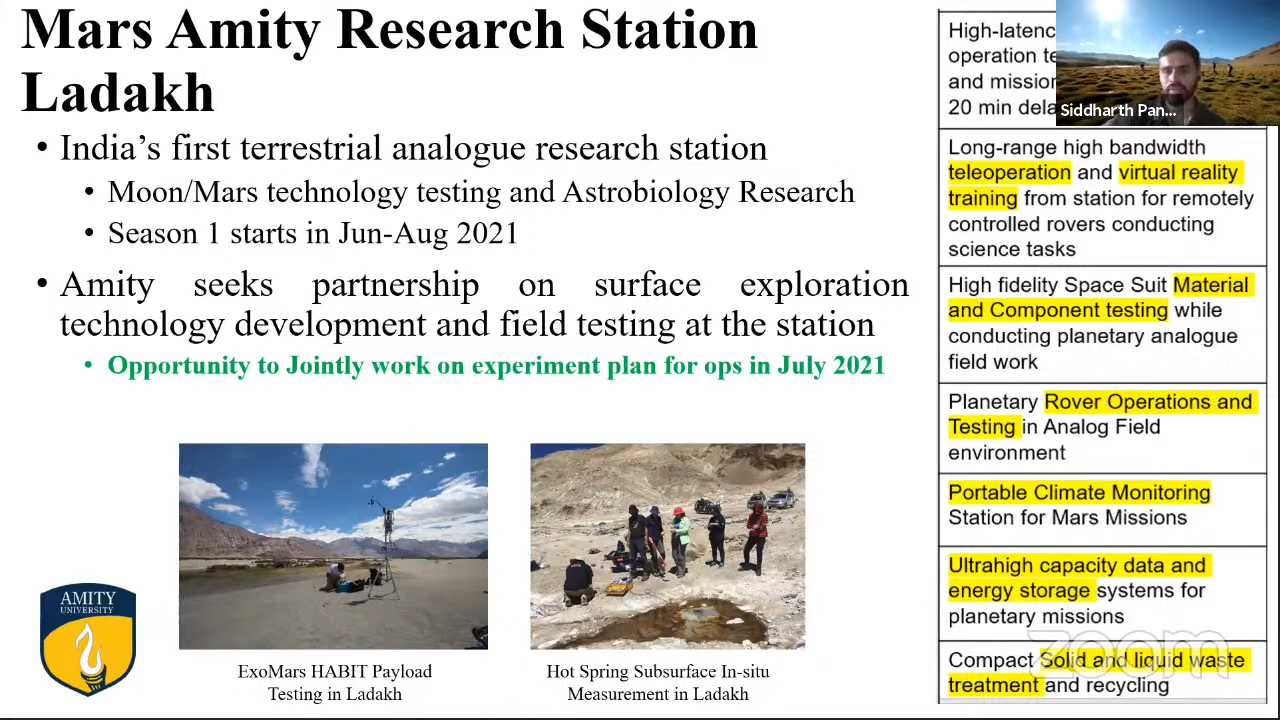 Mars Amity Research Station
Ladakh
• India's first terrestrial analogue research station
• Moon/Mars technology testing and Astrobiology Research
• Season 1 starts in Jun-Aug 2021
• Amity seeks partnership on surface exploration
technology development and field testing at the station
• Opportunity to Jointly work on experiment plan for ops in July 2021
AMITY
UNIVERSITY
ExoMars HABIT Payload
Testing in Ladakh
Hot Spring Subsurface In-situ
Measurement in Ladakh
operation
and
20 min
Siddharth Pan...
Long-range high bandwidth
teleoperation and virtual reality
training from station for remotely
controlled rovers conducting
science tasks
High fidelity Space Suit Material
and Component testing while
conducting planetary analogue
field work
Planetary Rover Operations and
Testing in Analog Field
environment
Portable Climate Monitoring
Station for Mars Missions
Ultrahigh capacity data and
energy storage systems for
planetary missions
Compact Solid and liquid waste
treatment and recycling
zoom